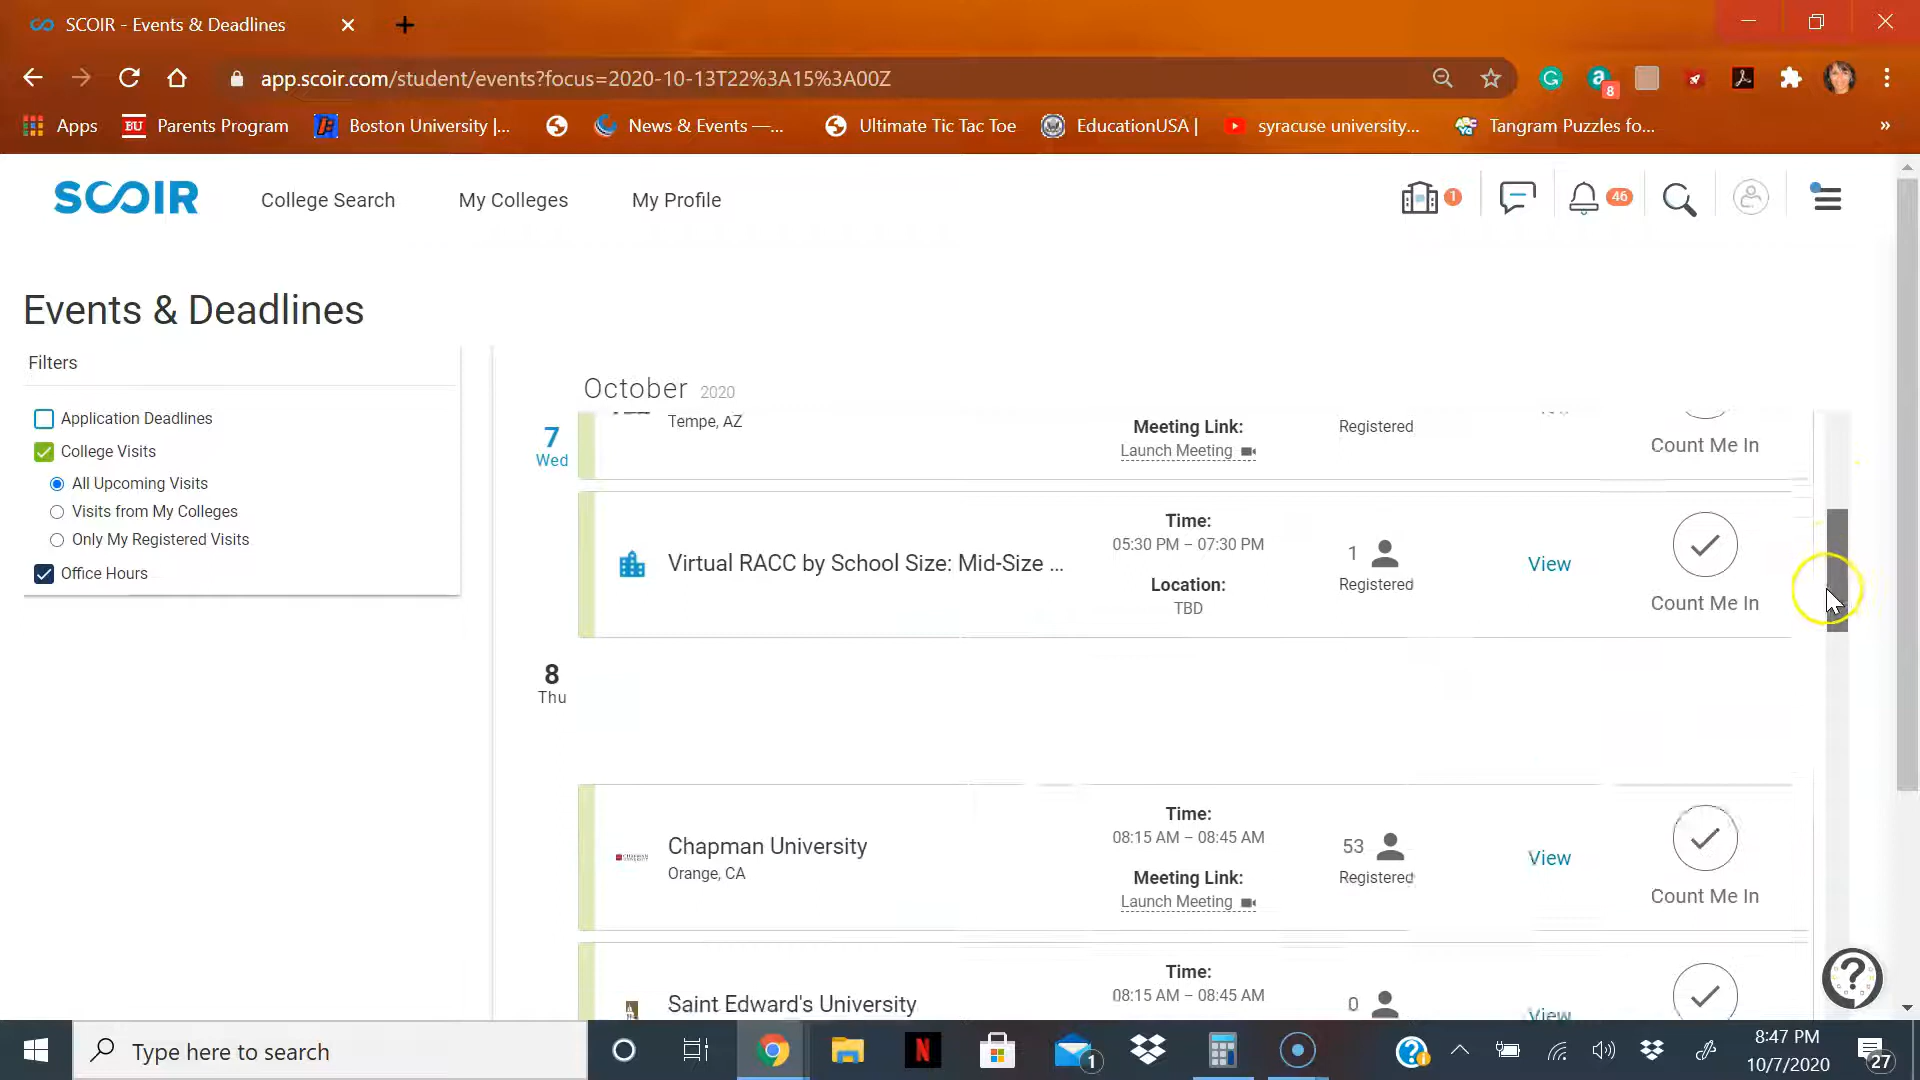 SCOIR - Events & Deadlines
app.scoir.com/student/events?focus=2020-10-13T22%3A15%3A00Z
8
Apps
BU Parents Program
Boston University |...
News & Events —...
Ultimate Tic Tac Toe
EducationUSA |
syracuse university...
Tangram Puzzles fo...
»
SCOIR
College Search
My Colleges
My Profile
1
46
Events & Deadlines
Filters
Application Deadlines
College Visits
All Upcoming Visits
Visits from My Colleges
Only My Registered Visits
Office Hours
October 2020
7
Wed
Tempe, AZ
Meeting Link:
Launch Meeting
Registered
Count Me In
Virtual RACC by School Size: Mid-Size ...
Time:
05:30 PM – 07:30 PM
Location:
TBD
1
Registered
View
Count Me In
8
Thu
Chapman University
Orange, CA
Time:
08:15 AM – 08:45 AM
Meeting Link:
Launch Meeting
53
Registered
View
Count Me In
Saint Edward's University
Time:
08:15 AM – 08:45 AM
0
View
?
Type here to search
N
1
8:47 PM
10/7/2020
27